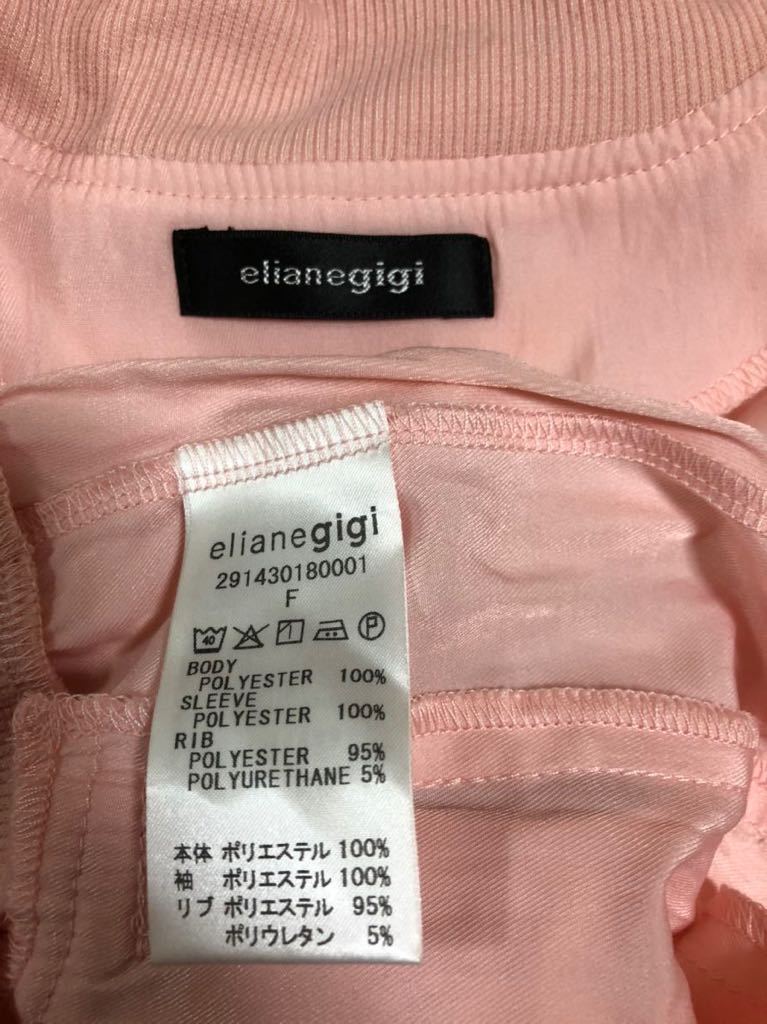 elianegigi
elianegigi
291430180001
F
40
BODY
POLYESTER 100%
SLEEVE
POLYESTER 100%
RIB
POLYESTER 95%
POLYURETHANE 5%
本体 ポリエステル 100%
袖 ポリエステル 100%
リブ ポリエステル 95%
ポリウレタン 5%